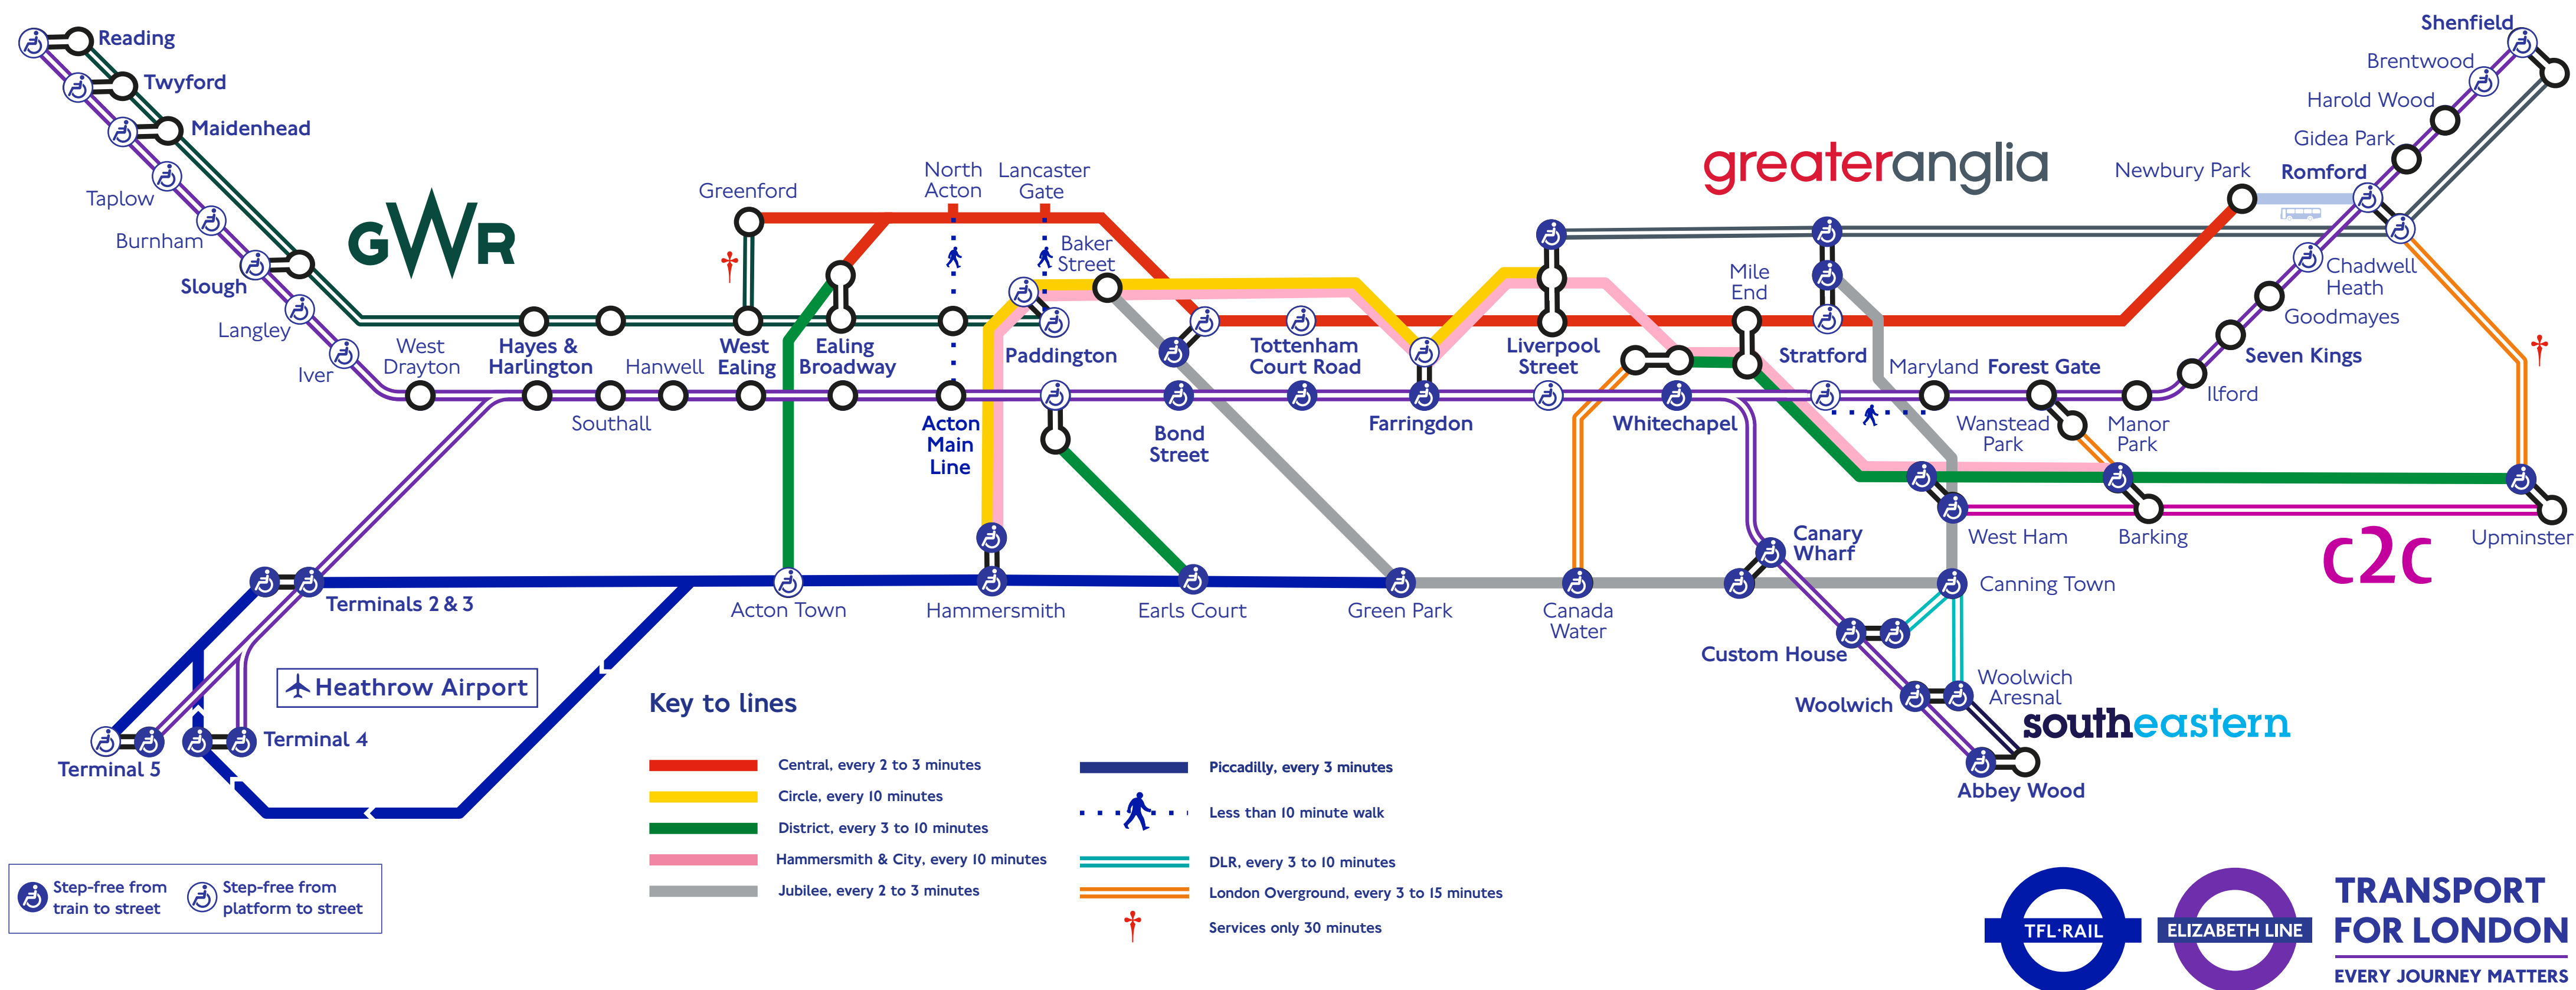 Reading
Twyford
Maidenhead
Taplow
Burnham
Slough
Langley
Iver
GWR
West
Drayton
Hayes &
Harlington
Southall
Hanwell
West
Ealing
Ealing
Broadway
Greenford
North
Acton
Lancaster
Gate
Baker
Street
Paddington
Acton
Main
Line
Bond
Street
Tottenham
Court Road
Farringdon
Liverpool
Street
Whitechapel
Mile
End
Stratford
greateranglia
Maryland
Forest Gate
Wanstead
Park
Manor
Park
Ilford
Seven Kings
Goodmayes
Chadwell
Heath
Newbury Park
Romford
Gidea Park
Harold Wood
Brentwood
Shenfield
Terminals 2 & 3
Heathrow Airport
Terminal 5
Terminal 4
Acton Town
Hammersmith
Earls Court
Green Park
Canada
Water
Canary
Wharf
Custom House
Woolwich
Woolwich
Aresnal
Abbey Wood
southeastern
Canning Town
West Ham
Barking
c2c
Upminster
Key to lines
Central, every 2 to 3 minutes
Circle, every 10 minutes
District, every 3 to 10 minutes
Hammersmith & City, every 10 minutes
Jubilee, every 2 to 3 minutes
Piccadilly, every 3 minutes
Less than 10 minute walk
DLR, every 3 to 10 minutes
London Overground, every 3 to 15 minutes
† Services only 30 minutes
Step-free from
train to street
Step-free from
platform to street
TFL·RAIL
ELIZABETH LINE
TRANSPORT
FOR LONDON
EVERY JOURNEY MATTERS